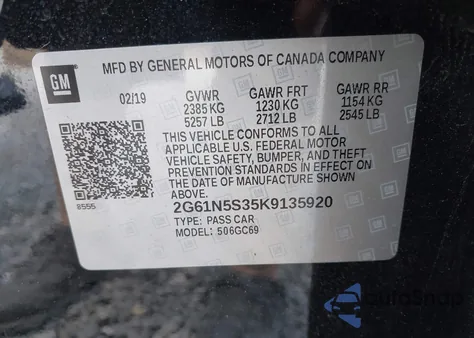 MFD BY GENERAL MOTORS OF CANADA COMPANY
GM
02/19 GVWR GAWR FRT GAWR RR
2385 KG 1230 KG 1154 KG
5257 LB 2712 LB 2545 LB
THIS VEHICLE CONFORMS TO ALL
APPLICABLE U.S. FEDERAL MOTOR
VEHICLE SAFETY, BUMPER, AND THEFT
PREVENTION STANDARDS IN EFFECT ON
THE DATE OF MANUFACTURE SHOWN
ABOVE.
8555
2G61N5S35K9135920
TYPE: PASS CAR
MODEL: 506GC69
autoSnap